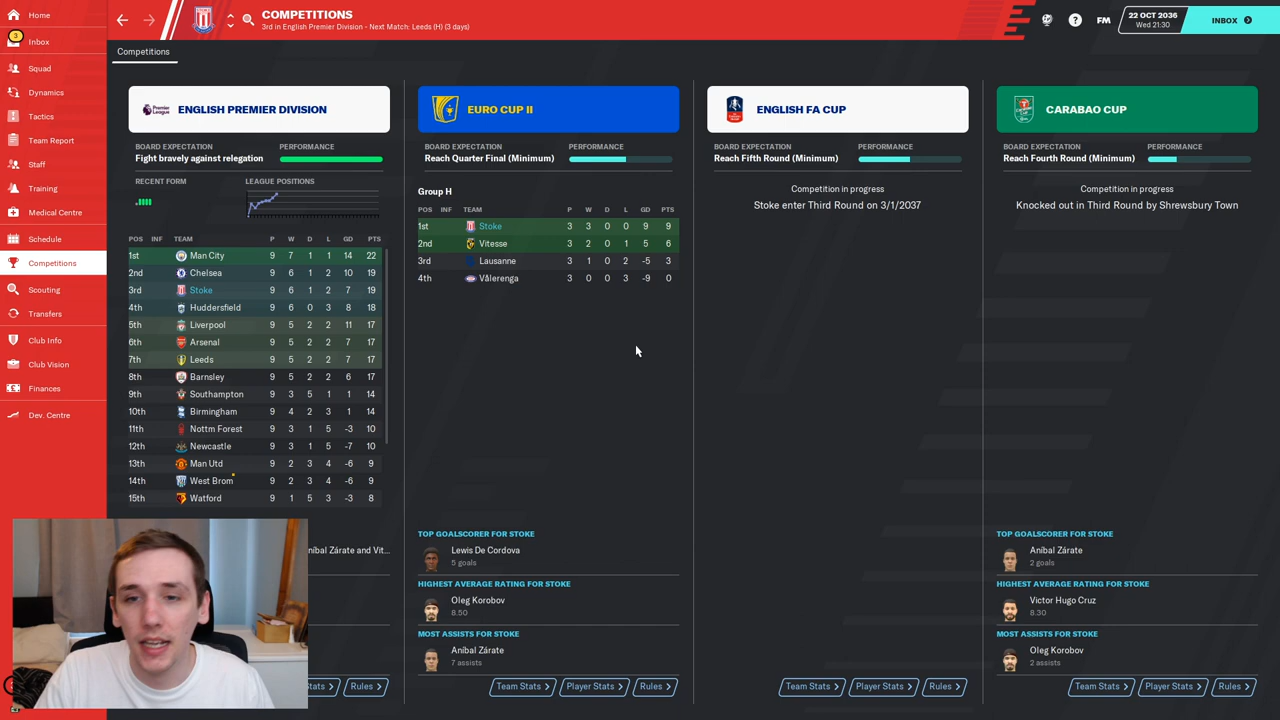 COMPETITIONS
3rd in English Premier Division - Next Match: Leeds (H) (3 days)
FM
22 OCT 2036
Wed 21:30
INBOX
Home
3
Inbox
Squad
Dynamics
Tactics
Team Report
Staff
Training
Medical Centre
Schedule
Competitions
Scouting
Transfers
Club Info
Club Vision
Finances
Dev. Centre
Competitions
Premier League
ENGLISH PREMIER DIVISION
BOARD EXPECTATION PERFORMANCE
Fight bravely against relegation
RECENT FORM LEAGUE POSITIONS
POS INF TEAM P W D L GD PTS
1st Man City 9 7 1 1 14 22
2nd Chelsea 9 6 1 2 10 19
3rd Stoke 9 6 1 2 7 19
4th Huddersfield 9 6 0 3 8 18
5th Liverpool 9 5 2 2 11 17
6th Arsenal 9 5 2 2 7 17
7th Leeds 9 5 2 2 7 17
8th Barnsley 9 5 2 2 6 17
9th Southampton 9 3 5 1 1 14
10th Birmingham 9 4 2 3 1 14
11th Nottm Forest 9 3 1 5 -3 10
12th Newcastle 9 3 1 5 -7 10
13th Man Utd 9 2 3 4 -6 9
14th West Brom 9 2 3 4 -6 9
15th Watford 9 1 5 3 -3 8
níbal Zárate and Vit...
Stats Rules
EURO CUP II
BOARD EXPECTATION PERFORMANCE
Reach Quarter Final (Minimum)
Group H
POS INF TEAM P W D L GD PTS
1st Stoke 3 3 0 0 9 9
2nd Vitesse 3 2 0 1 5 6
3rd Lausanne 3 1 0 2 -5 3
4th Vålerenga 3 0 0 3 -9 0
TOP GOALSCORER FOR STOKE
Lewis De Cordova
5 goals
HIGHEST AVERAGE RATING FOR STOKE
Oleg Korobov
8.50
MOST ASSISTS FOR STOKE
Aníbal Zárate
7 assists
Team Stats Player Stats Rules
ENGLISH FA CUP
BOARD EXPECTATION PERFORMANCE
Reach Fifth Round (Minimum)
Competition in progress
Stoke enter Third Round on 3/1/2037
Team Stats Player Stats Rules
CARABAO CUP
BOARD EXPECTATION PERFORMANCE
Reach Fourth Round (Minimum)
Competition in progress
Knocked out in Third Round by Shrewsbury Town
TOP GOALSCORER FOR STOKE
Aníbal Zárate
2 goals
HIGHEST AVERAGE RATING FOR STOKE
Victor Hugo Cruz
8.30
MOST ASSISTS FOR STOKE
Oleg Korobov
2 assists
Team Stats Player Stats Rules